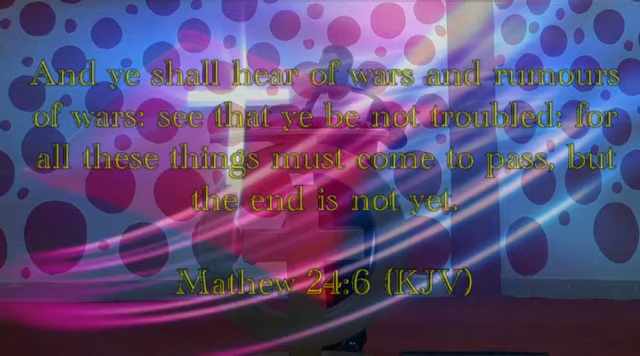 And ye shall hear of wars and rumours
of wars: see that ye be not troubled: for
all these things must come to pass, but
the end is not yet.
Mathew 24:6 (KJV)